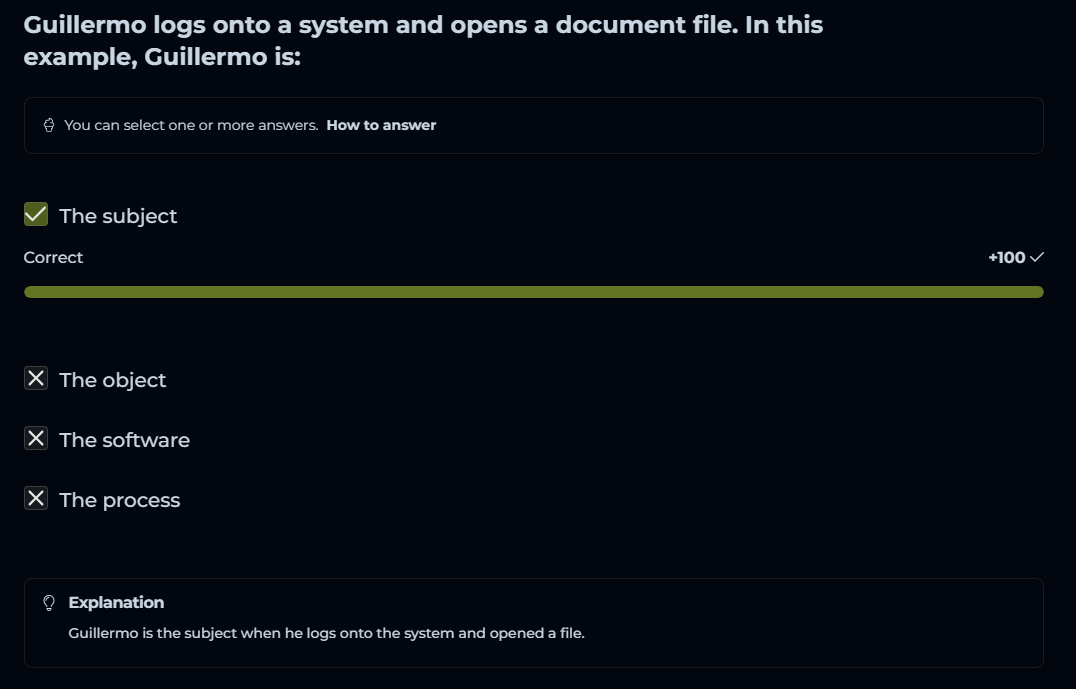 Guillermo logs onto a system and opens a document file. In this
example, Guillermo is:
You can select one or more answers. How to answer
The subject
Correct
+100
The object
The software
The process
Explanation
Guillermo is the subject when he logs onto the system and opened a file.